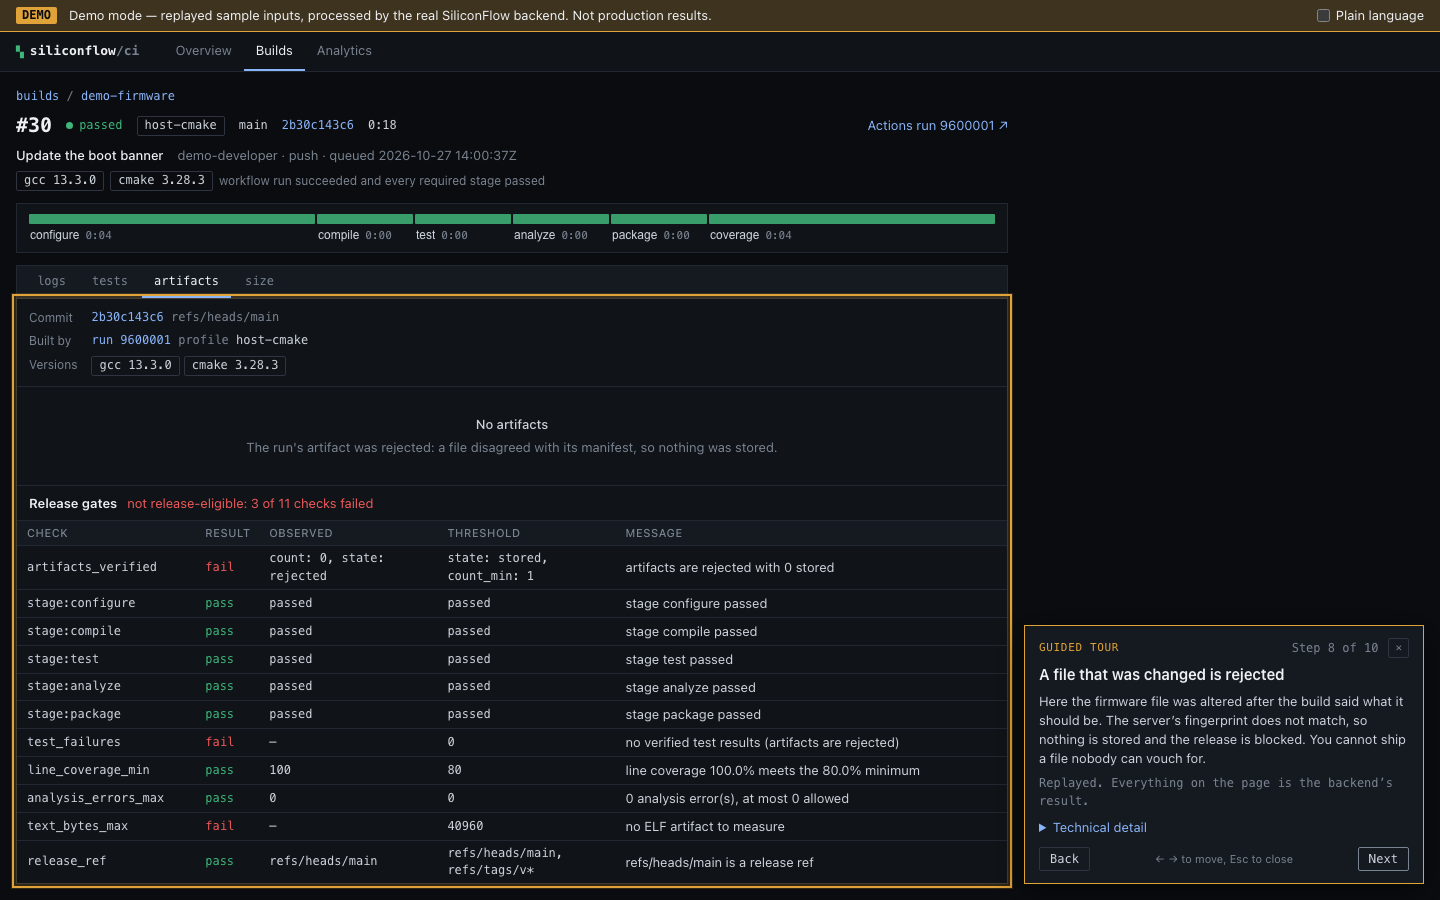 DEMO Demo mode — replayed sample inputs, processed by the real SiliconFlow backend. Not production results. Plain language
siliconflow/ci Overview Builds Analytics
builds / demo-firmware
#30 passed host-cmake main 2b30c143c6 0:18 Actions run 9600001 ↗
Update the boot banner demo-developer · push · queued 2026-10-27 14:00:37Z
gcc 13.3.0 cmake 3.28.3 workflow run succeeded and every required stage passed
configure 0:04 compile 0:00 test 0:00 analyze 0:00 package 0:00 coverage 0:04
logs tests artifacts size
Commit 2b30c143c6 refs/heads/main
Built by run 9600001 profile host-cmake
Versions gcc 13.3.0 cmake 3.28.3
No artifacts
The run's artifact was rejected: a file disagreed with its manifest, so nothing was stored.
Release gates not release-eligible: 3 of 11 checks failed
CHECK RESULT OBSERVED THRESHOLD MESSAGE
artifacts_verified fail count: 0, state: rejected state: stored, count_min: 1 artifacts are rejected with 0 stored
stage:configure pass passed passed stage configure passed
stage:compile pass passed passed stage compile passed
stage:test pass passed passed stage test passed
stage:analyze pass passed passed stage analyze passed
stage:package pass passed passed stage package passed
test_failures fail — 0 no verified test results (artifacts are rejected)
line_coverage_min pass 100 80 line coverage 100.0% meets the 80.0% minimum
analysis_errors_max pass 0 0 0 analysis error(s), at most 0 allowed
text_bytes_max fail — 40960 no ELF artifact to measure
release_ref pass refs/heads/main refs/heads/main, refs/tags/v* refs/heads/main is a release ref
GUIDED TOUR Step 8 of 10 ×
A file that was changed is rejected
Here the firmware file was altered after the build said what it
should be. The server’s fingerprint does not match, so
nothing is stored and the release is blocked. You cannot ship
a file nobody can vouch for.
Replayed. Everything on the page is the backend’s
result.
▶ Technical detail
Back ← → to move, Esc to close Next